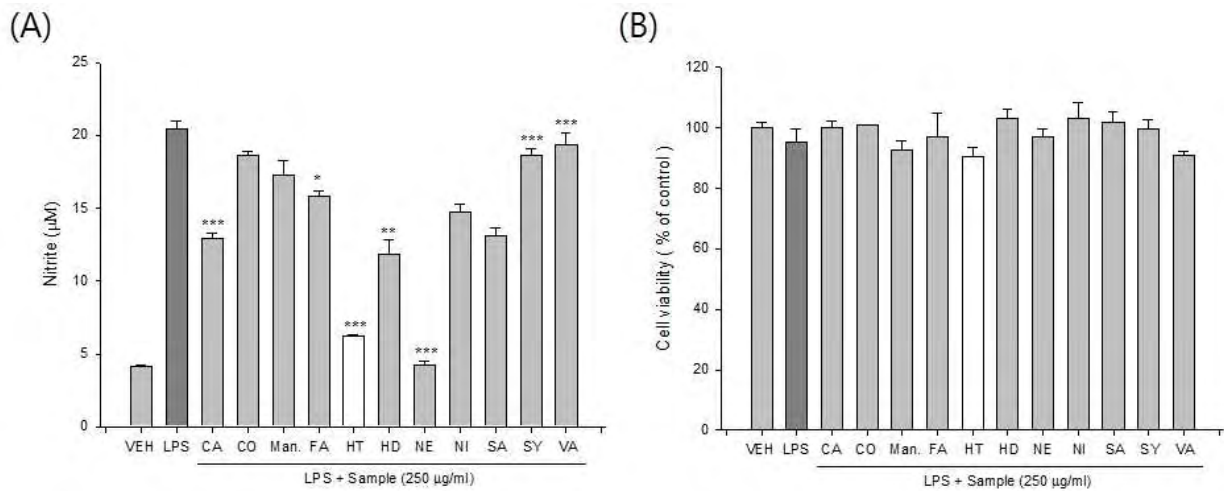 (A)
25
20
15
10
5
0
Nitrite (μM)
***
*
***
**
***
***
***
VEH LPS CA CO Man. FA HT HD NE NI SA SY VA
LPS + Sample (250 μg/ml)
(B)
120
100
80
60
40
20
0
Cell viability ( % of control )
VEH LPS CA CO Man. FA HT HD NE NI SA SY VA
LPS + Sample (250 μg/ml)